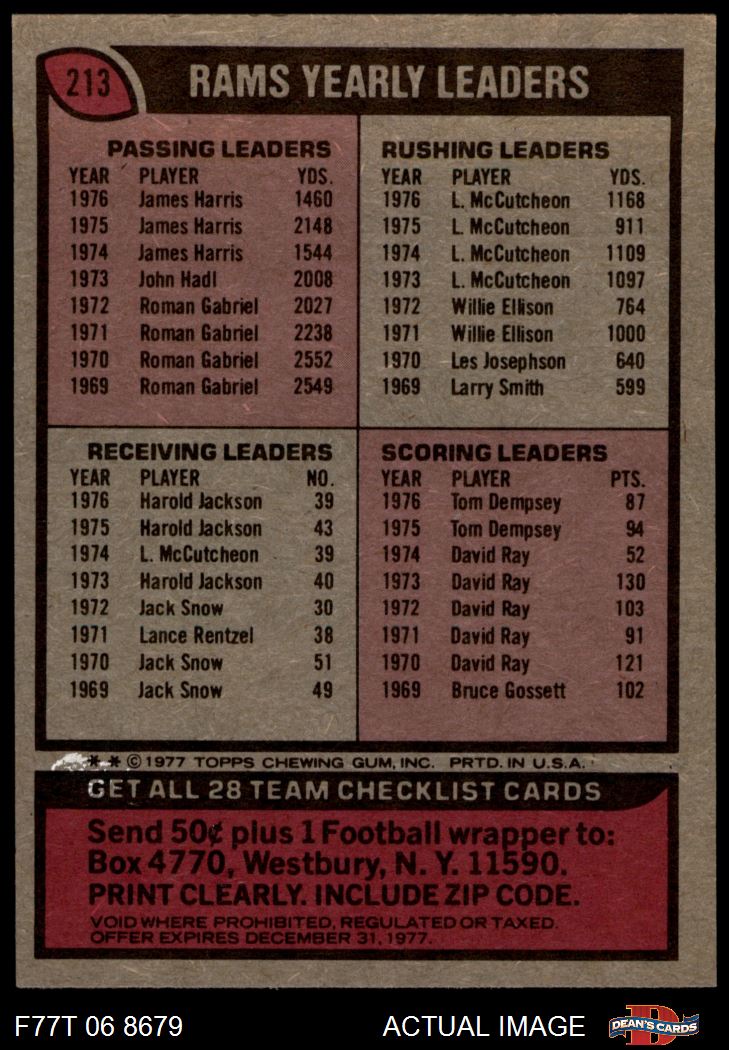 213
RAMS YEARLY LEADERS
PASSING LEADERS
YEAR PLAYER YDS.
1976 James Harris 1460
1975 James Harris 2148
1974 James Harris 1544
1973 John Hadl 2008
1972 Roman Gabriel 2027
1971 Roman Gabriel 2238
1970 Roman Gabriel 2552
1969 Roman Gabriel 2549
RUSHING LEADERS
YEAR PLAYER YDS.
1976 L. McCutcheon 1168
1975 L. McCutcheon 911
1974 L. McCutcheon 1109
1973 L. McCutcheon 1097
1972 Willie Ellison 764
1971 Willie Ellison 1000
1970 Les Josephson 640
1969 Larry Smith 599
RECEIVING LEADERS
YEAR PLAYER NO.
1976 Harold Jackson 39
1975 Harold Jackson 43
1974 L. McCutcheon 39
1973 Harold Jackson 40
1972 Jack Snow 30
1971 Lance Rentzel 38
1970 Jack Snow 51
1969 Jack Snow 49
SCORING LEADERS
YEAR PLAYER PTS.
1976 Tom Dempsey 87
1975 Tom Dempsey 94
1974 David Ray 52
1973 David Ray 130
1972 David Ray 103
1971 David Ray 91
1970 David Ray 121
1969 Bruce Gossett 102
* * © 1977 TOPPS CHEWING GUM, INC. PRTD. IN U.S.A.
GET ALL 28 TEAM CHECKLIST CARDS
Send 50¢ plus 1 Football wrapper to:
Box 4770, Westbury, N. Y. 11590.
PRINT CLEARLY. INCLUDE ZIP CODE.
VOID WHERE PROHIBITED, REGULATED OR TAXED.
OFFER EXPIRES DECEMBER 31, 1977.
F77T 06 8679
ACTUAL IMAGE
D
DEAN'S CARDS